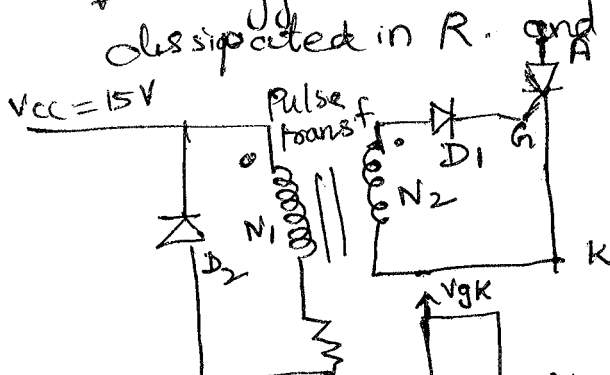 dissipated in R. and
A
Vcc = 15V
Pulse
transf
G
D1
N1
N2
D2
K
VgK